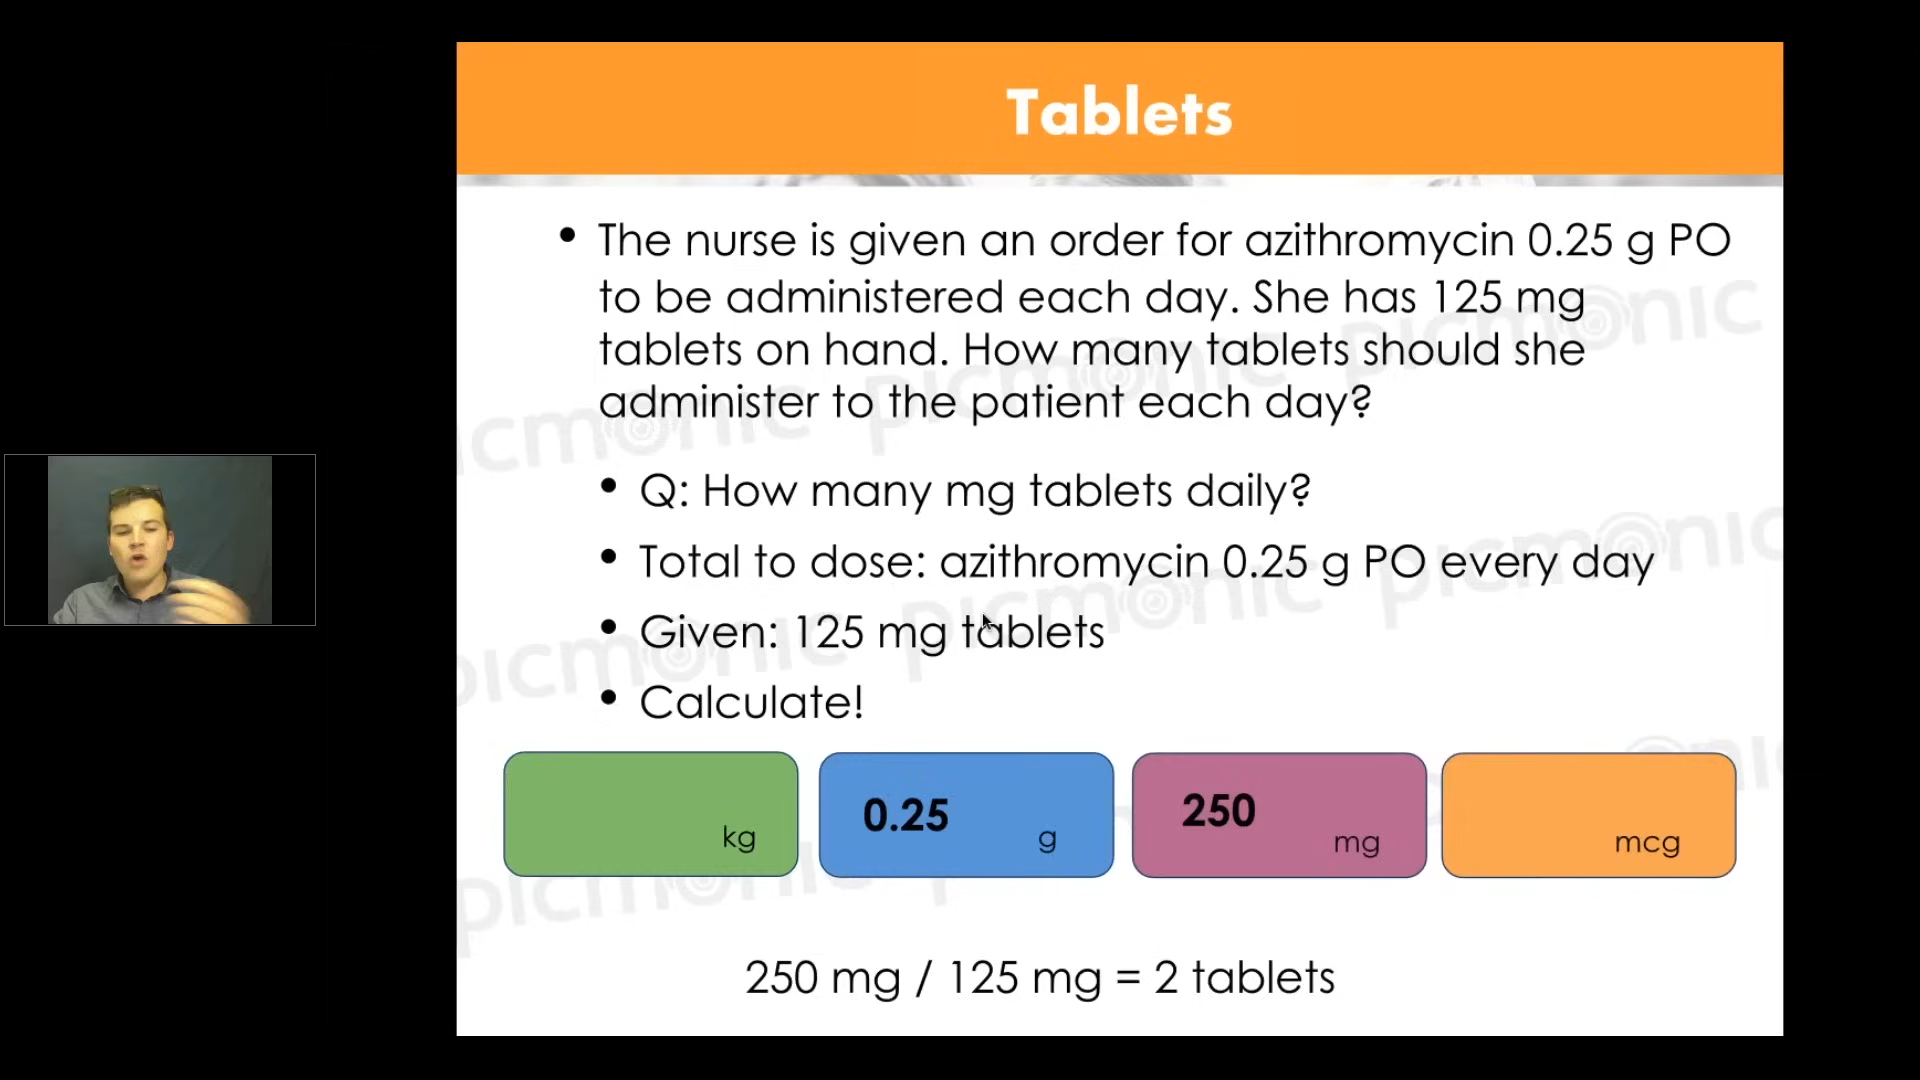 Tablets
• The nurse is given an order for azithromycin 0.25 g PO
to be administered each day. She has 125 mg
tablets on hand. How many tablets should she
administer to the patient each day?
• Q: How many mg tablets daily?
• Total to dose: azithromycin 0.25 g PO every day
• Given: 125 mg tablets
• Calculate!
kg
0.25 g
250 mg
mcg
250 mg / 125 mg = 2 tablets
picmonic